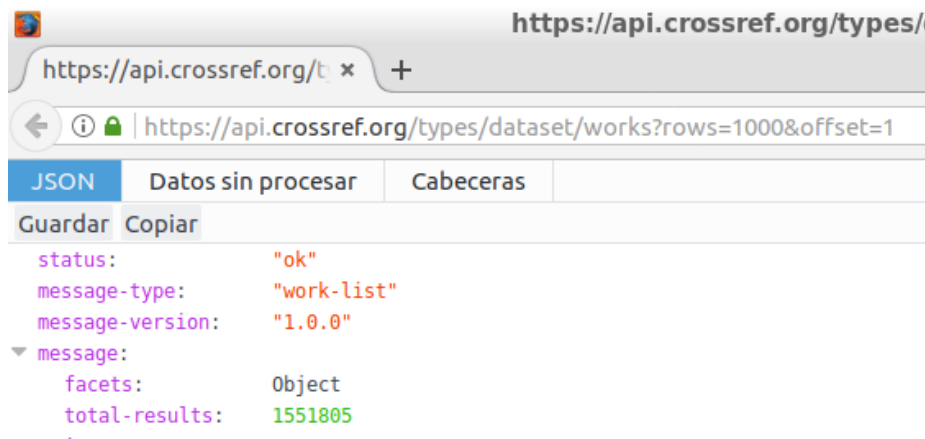 https://api.crossref.org/types/
https://api.crossref.org/t × +
https://api.crossref.org/types/dataset/works?rows=1000&offset=1
JSON Datos sin procesar Cabeceras
Guardar Copiar
status: "ok"
message-type: "work-list"
message-version: "1.0.0"
message:
facets: Object
total-results: 1551805